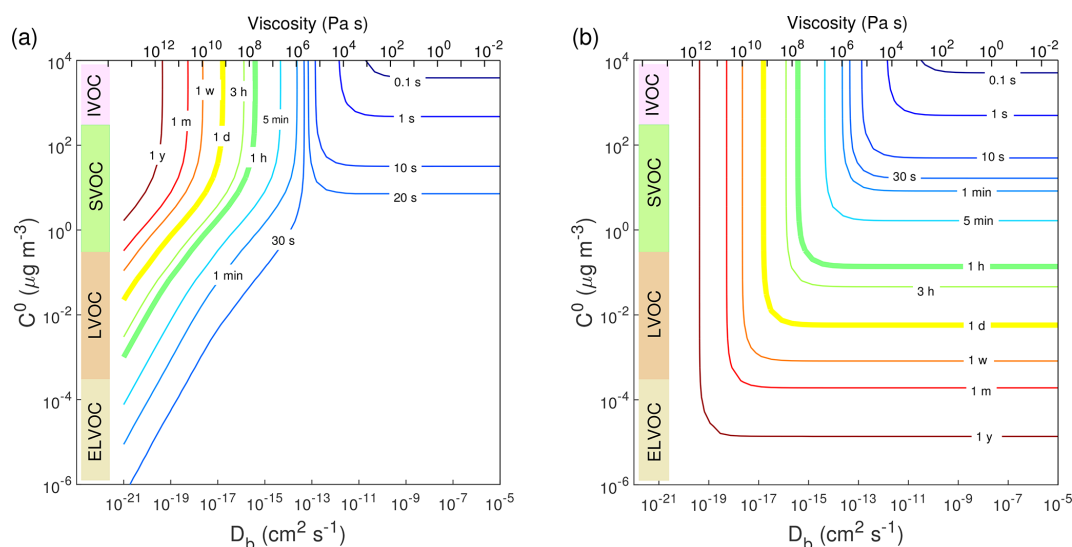 (a)
Viscosity (Pa s)
10^12 10^10 10^8 10^6 10^4 10^2 10^0 10^-2
10^4
10^2
10^0
10^-2
10^-4
10^-6
C^0 (μg m^-3)
IVOC
SVOC
LVOC
ELVOC
1 y
1 m
1 w
1 d
3 h
1 h
5 min
1 min
30 s
0.1 s
1 s
10 s
20 s
10^-21 10^-19 10^-17 10^-15 10^-13 10^-11 10^-9 10^-7 10^-5
D_b (cm^2 s^-1)
(b)
Viscosity (Pa s)
10^12 10^10 10^8 10^6 10^4 10^2 10^0 10^-2
10^4
10^2
10^0
10^-2
10^-4
10^-6
C^0 (μg m^-3)
IVOC
SVOC
LVOC
ELVOC
0.1 s
1 s
10 s
30 s
1 min
5 min
1 h
3 h
1 d
1 w
1 m
1 y
10^-21 10^-19 10^-17 10^-15 10^-13 10^-11 10^-9 10^-7 10^-5
D_b (cm^2 s^-1)